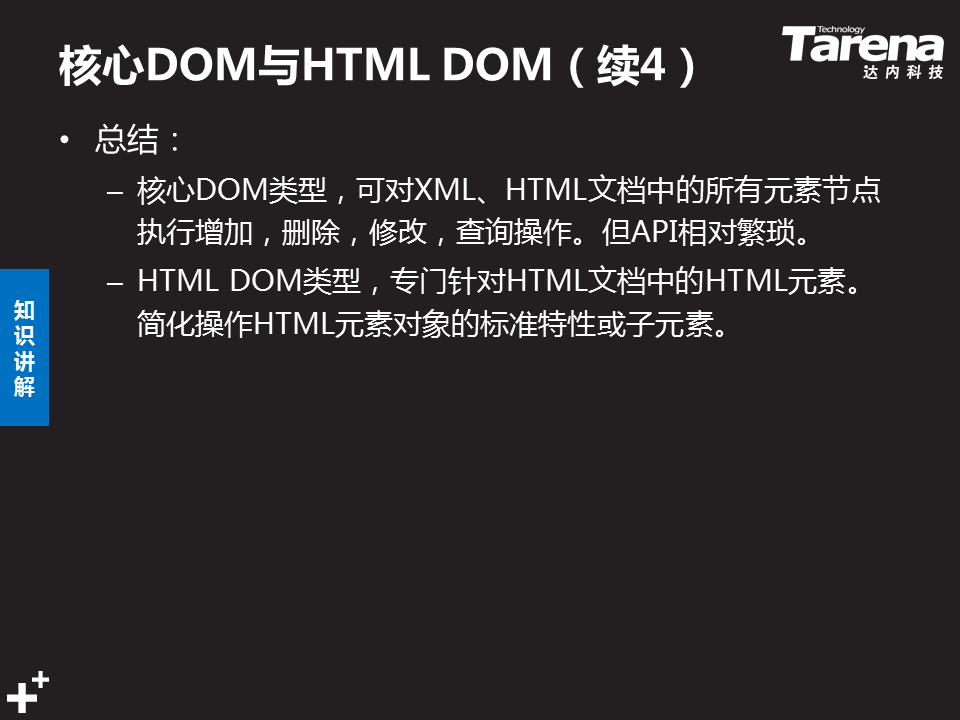 核心DOM与HTML DOM（续4）
Technology
Tarena
达内科技
• 总结：
– 核心DOM类型，可对XML、HTML文档中的所有元素节点
执行增加，删除，修改，查询操作。但API相对繁琐。
– HTML DOM类型，专门针对HTML文档中的HTML元素。
简化操作HTML元素对象的标准特性或子元素。
知
识
讲
解